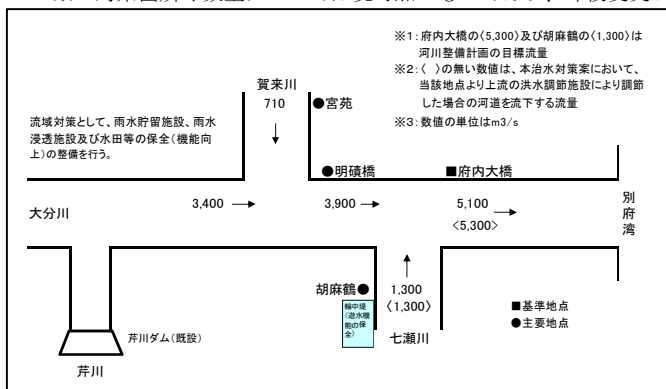 ※1：府内大橋の〈5,300〉及び胡麻鶴の〈1,300〉は
河川整備計画の目標流量
※2：〈　〉の無い数値は、本治水対策案において、
当該地点より上流の洪水調節施設により調節
した場合の河道を流下する流量
※3：数値の単位はm3/s
賀来川
710
●宮苑
流域対策として、雨水貯留施設、雨水
浸透施設及び水田等の保全（機能向
上）の整備を行う。
●明磧橋
■府内大橋
大分川
3,400
3,900
5,100
〈5,300〉
別府湾
胡麻鶴●
1,300
〈1,300〉
輪中堤
（遊水機
能の保
全）
七瀬川
■基準地点
●主要地点
芹川ダム（既設）
芹川